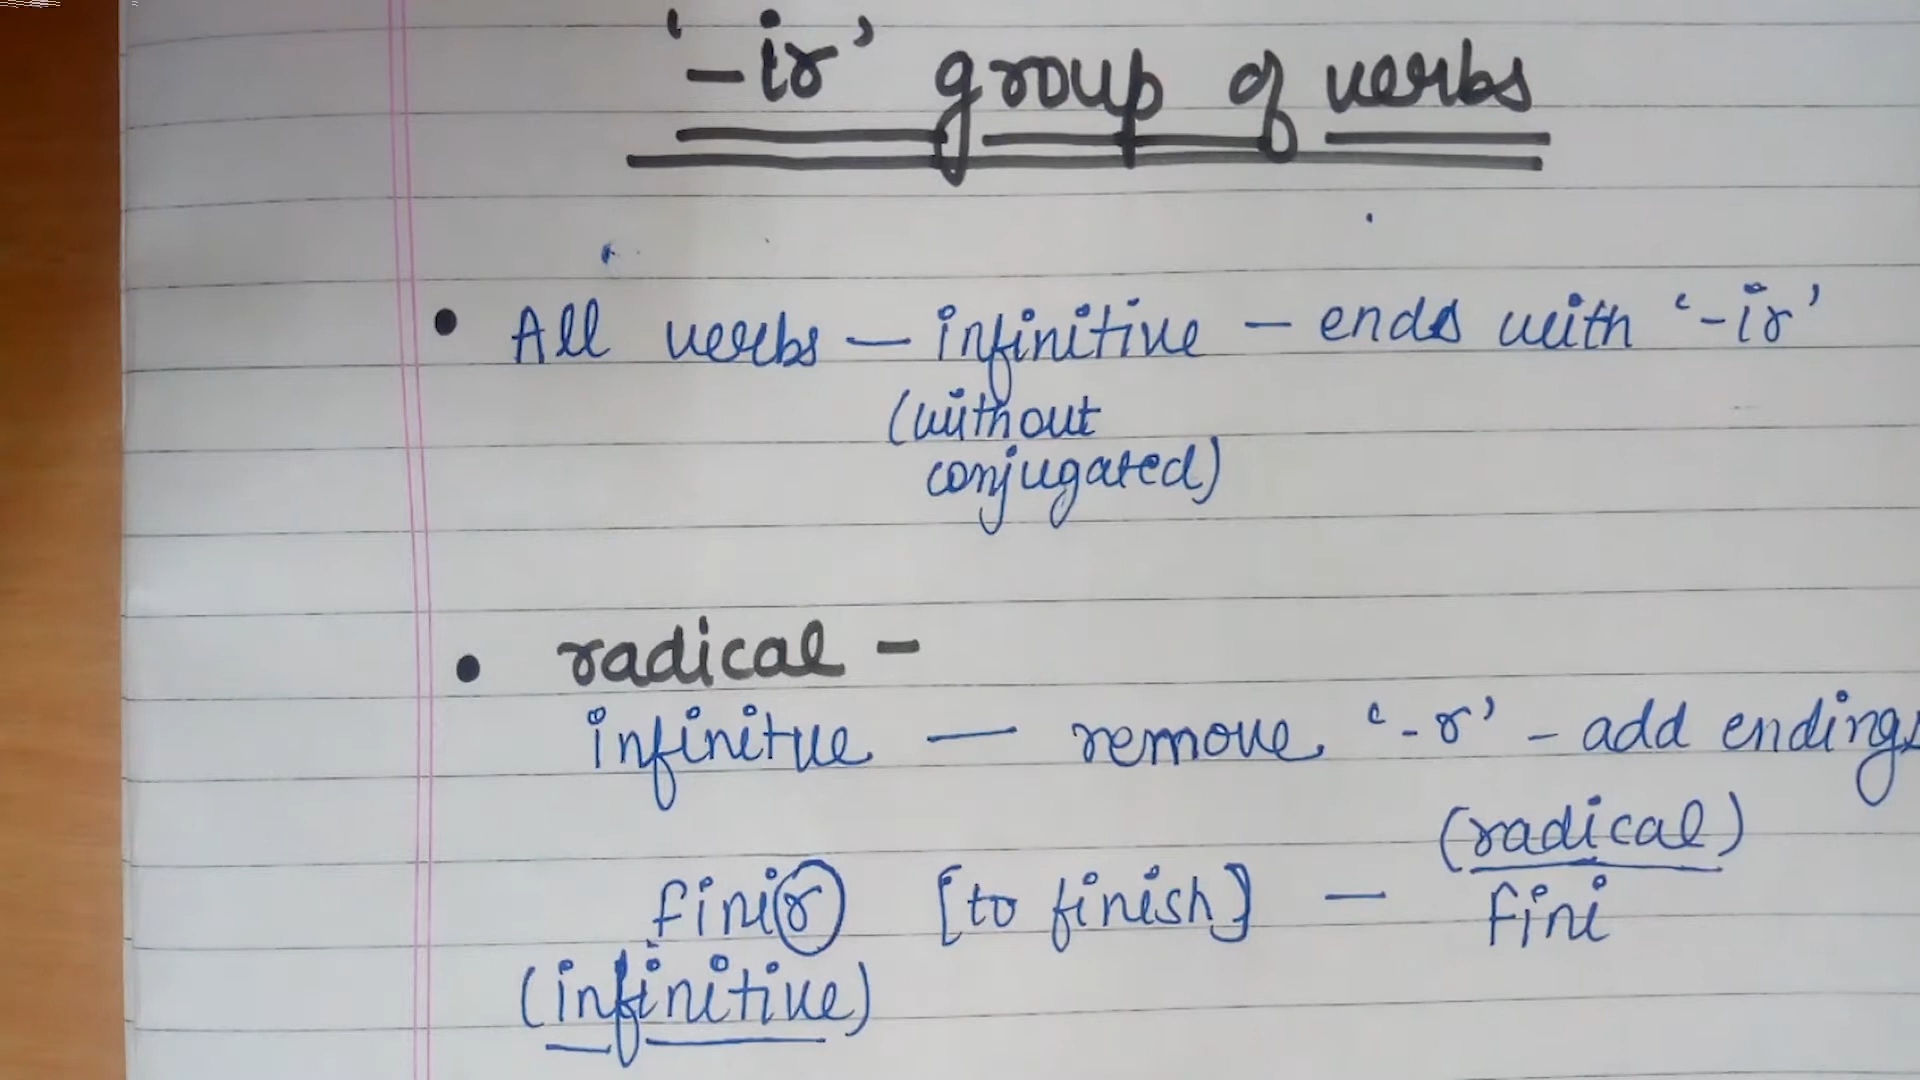 '-ir' group of verbs
• All verbs — infinitive — ends with '-ir'
(without
conjugated)
• radical -
infinitve — remove '-r' - add endings
(radical)
finir [to finish] — fini
(infinitive)